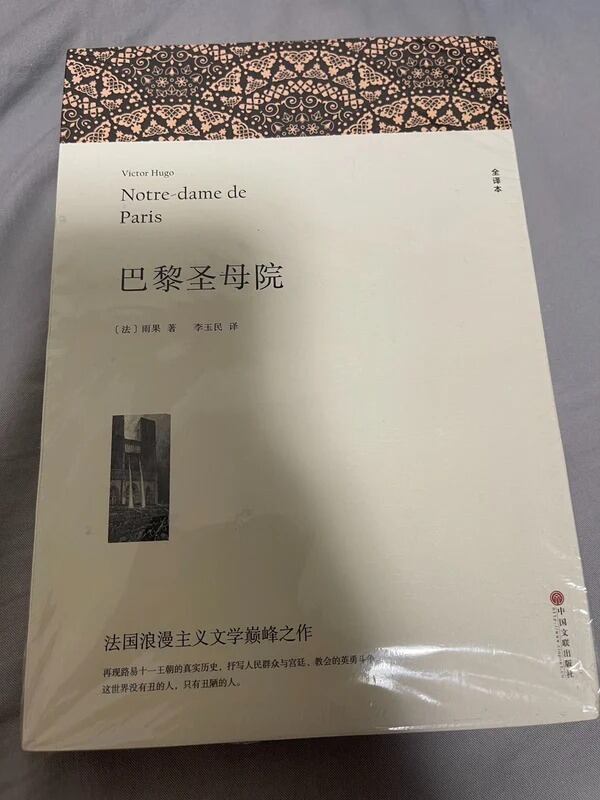 Victor Hugo
Notre-dame de
Paris
全译本
巴黎圣母院
〔法〕雨果 著 李玉民 译
法国浪漫主义文学巅峰之作
再现路易十一王朝的真实历史，抒写人民群众与宫廷、教会的英勇斗争
这世界没有丑的人，只有丑陋的人。
中国文联出版社